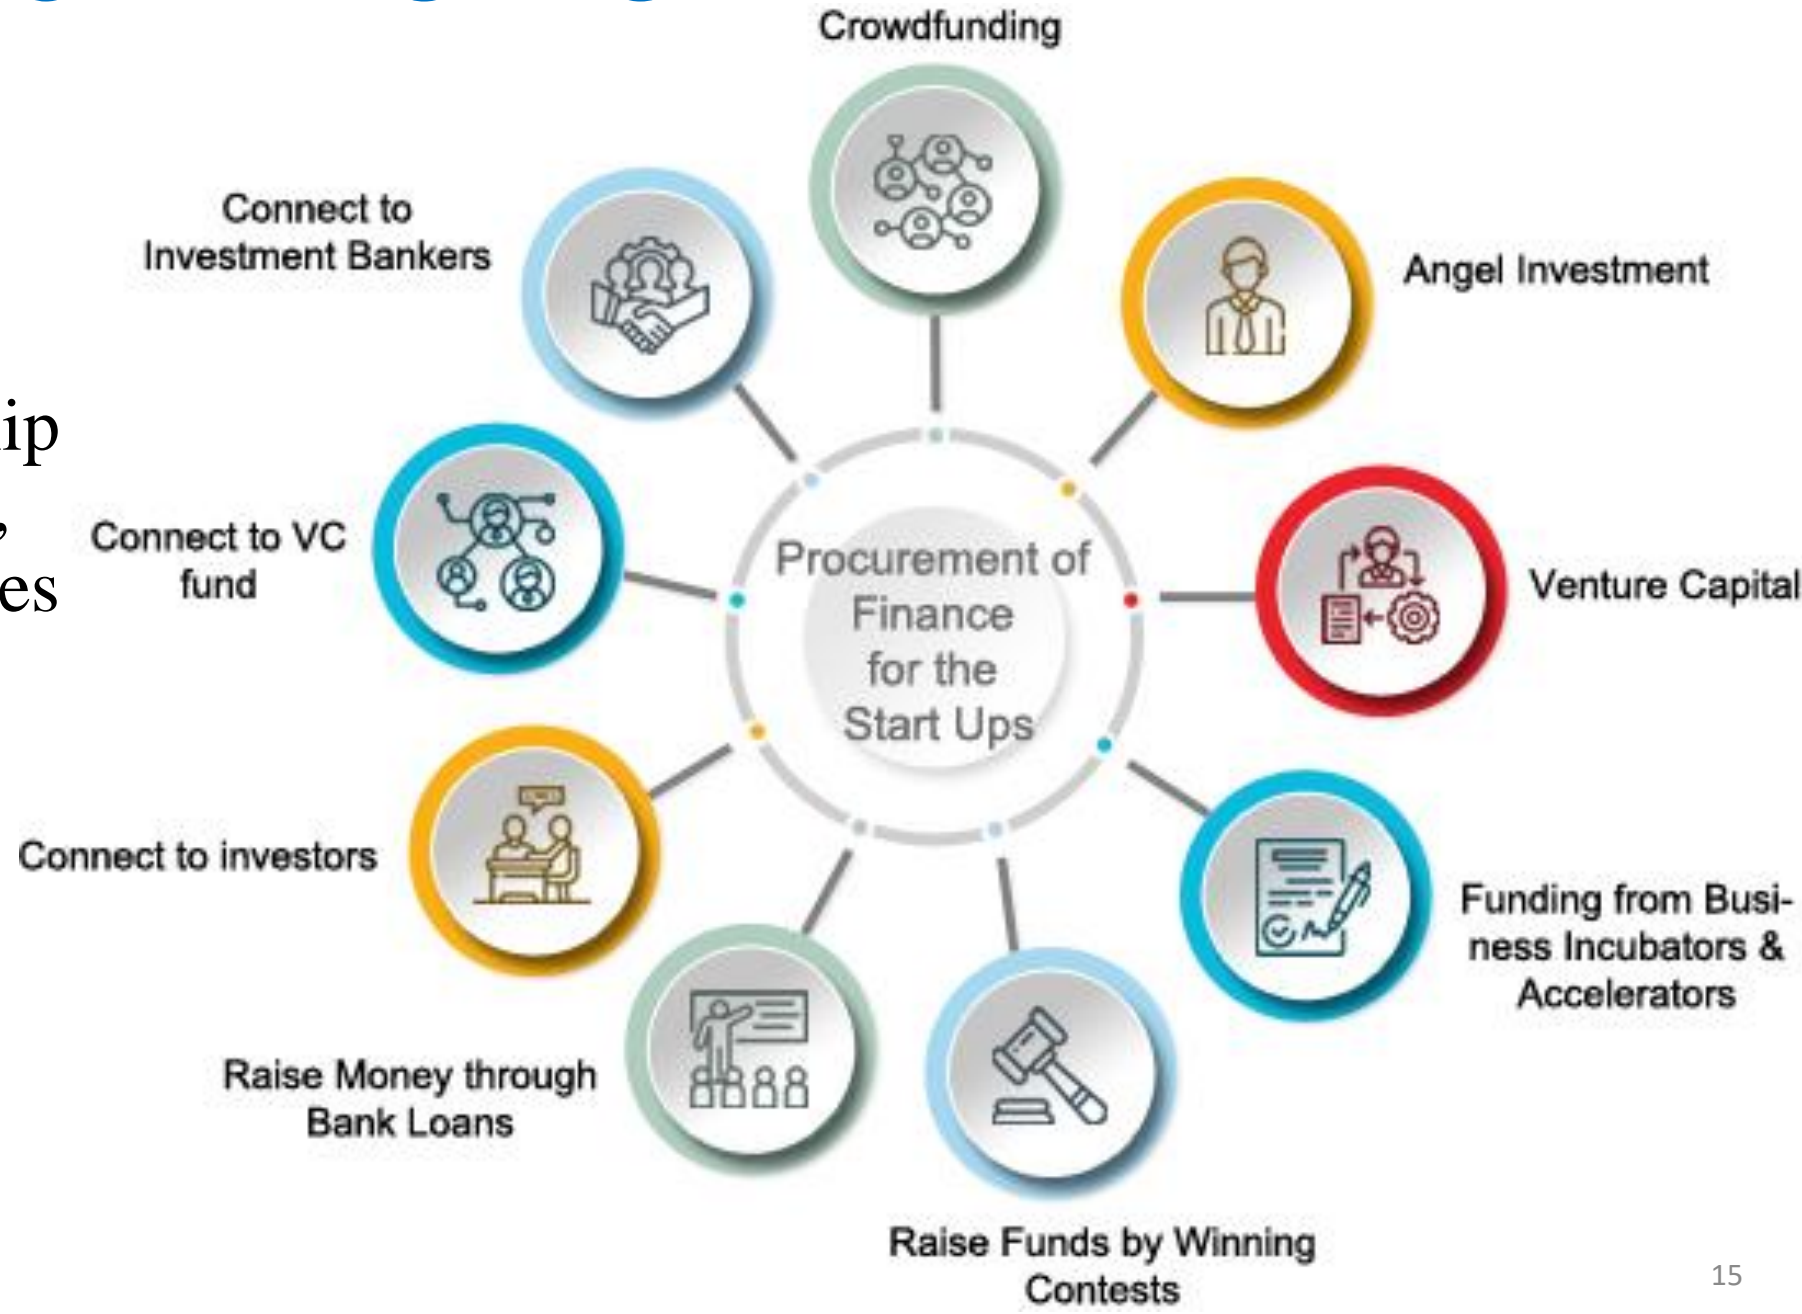 Crowdfunding
Connect to
Investment Bankers
Angel Investment
Connect to VC
fund
Procurement of
Finance
for the
Start Ups
Venture Capital
Connect to investors
Funding from Busi-
ness Incubators &
Accelerators
Raise Money through
Bank Loans
Raise Funds by Winning
Contests
15